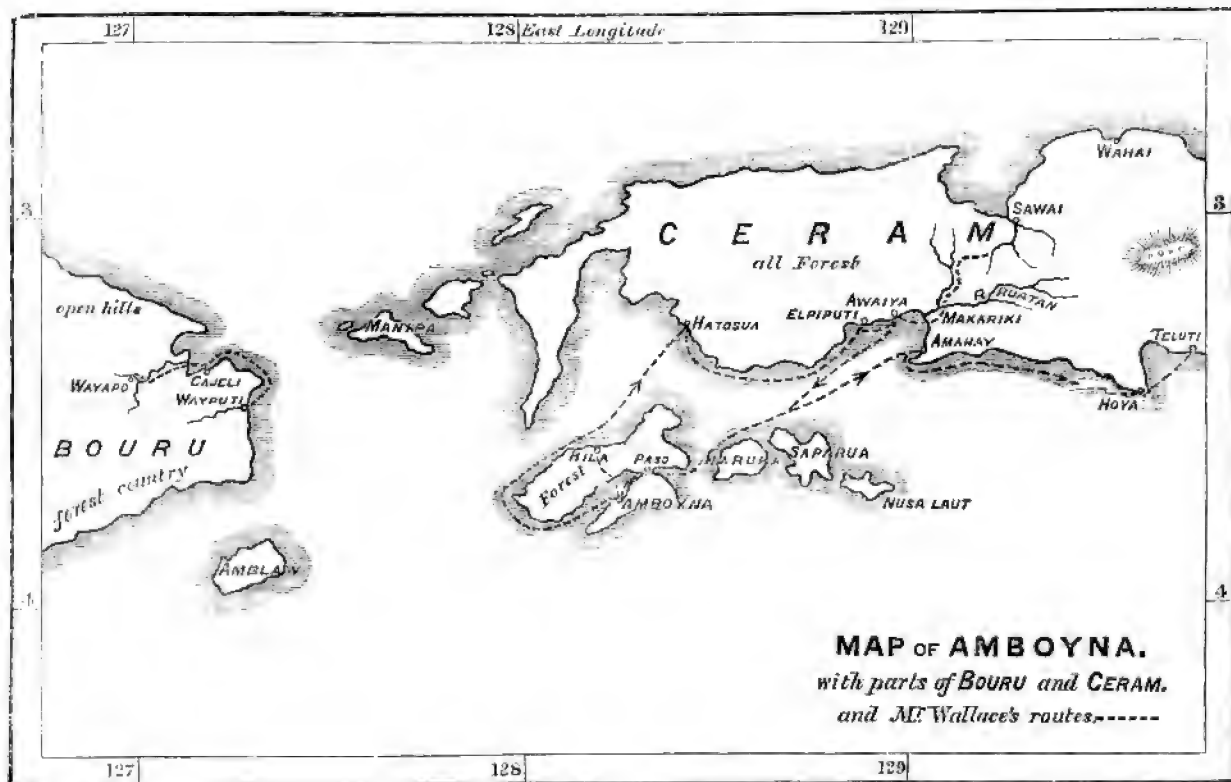 127 128 East Longitude 129
WAHAI
3 SAWAI 3
CERAM
all Forest
open hills
R. RUATAN
AWAIYA
ELPIPUTI
MAKARIKI
MANIPA
HATOSUA
AMAHAY
TELUTI
WAYAPO
CAJELI
WAYPUTI
HOYA
BOURU
forest country
HILA
PASO
HARUKA
SAPARUA
Forest
AMBOYNA
NUSA LAUT
AMBLAW
4 4
MAP OF AMBOYNA.
with parts of BOURU and CERAM.
and Mr. Wallace's routes
127 128 129